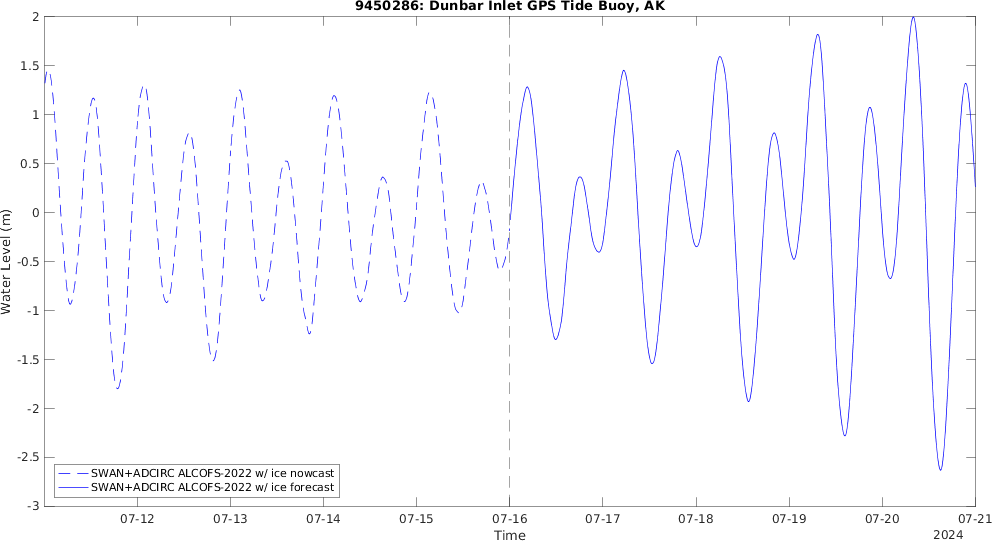 9450286: Dunbar Inlet GPS Tide Buoy, AK
2
1.5
1
0.5
0
-0.5
-1
-1.5
-2
-2.5
-3
Water Level (m)
SWAN+ADCIRC ALCOFS-2022 w/ ice nowcast
SWAN+ADCIRC ALCOFS-2022 w/ ice forecast
07-12 07-13 07-14 07-15 07-16 07-17 07-18 07-19 07-20 07-21
Time
2024